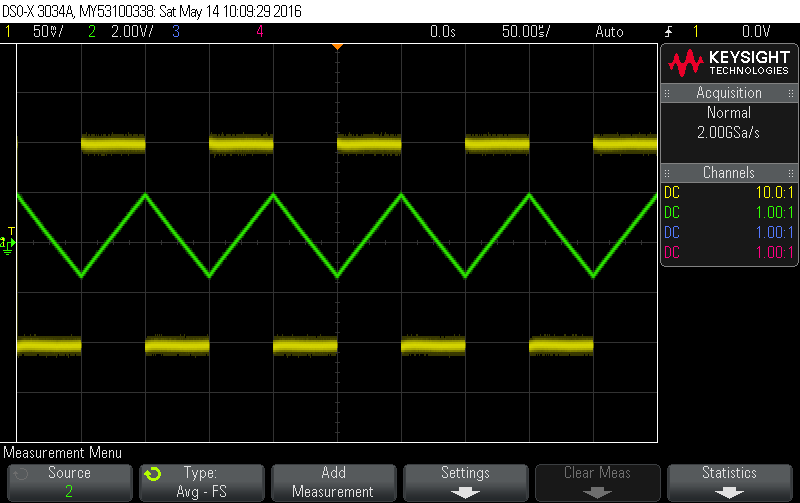 DSO-X 3034A, MY53100338: Sat May 14 10:09:29 2016
1 50mV/ 2 2.00V/ 3 4 0.0s 50.00µs/ Auto 1 0.0V
KEYSIGHT
TECHNOLOGIES
Acquisition
Normal
2.00GSa/s
Channels
DC 10.0:1
DC 1.00:1
DC 1.00:1
DC 1.00:1
T
2
Measurement Menu
Source
2
Type:
Avg - FS
Add
Measurement
Settings
Clear Meas
Statistics